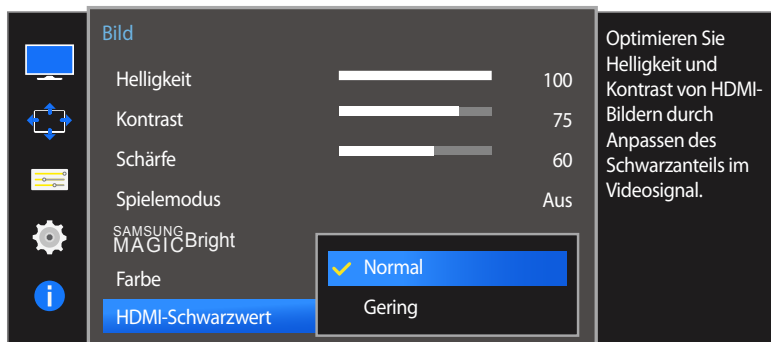 Bild
Helligkeit 100
Kontrast 75
Schärfe 60
Spielemodus Aus
SAMSUNG
MAGICBright
Farbe
HDMI-Schwarzwert
Normal
Gering
Optimieren Sie
Helligkeit und
Kontrast von HDMI-
Bildern durch
Anpassen des
Schwarzanteils im
Videosignal.